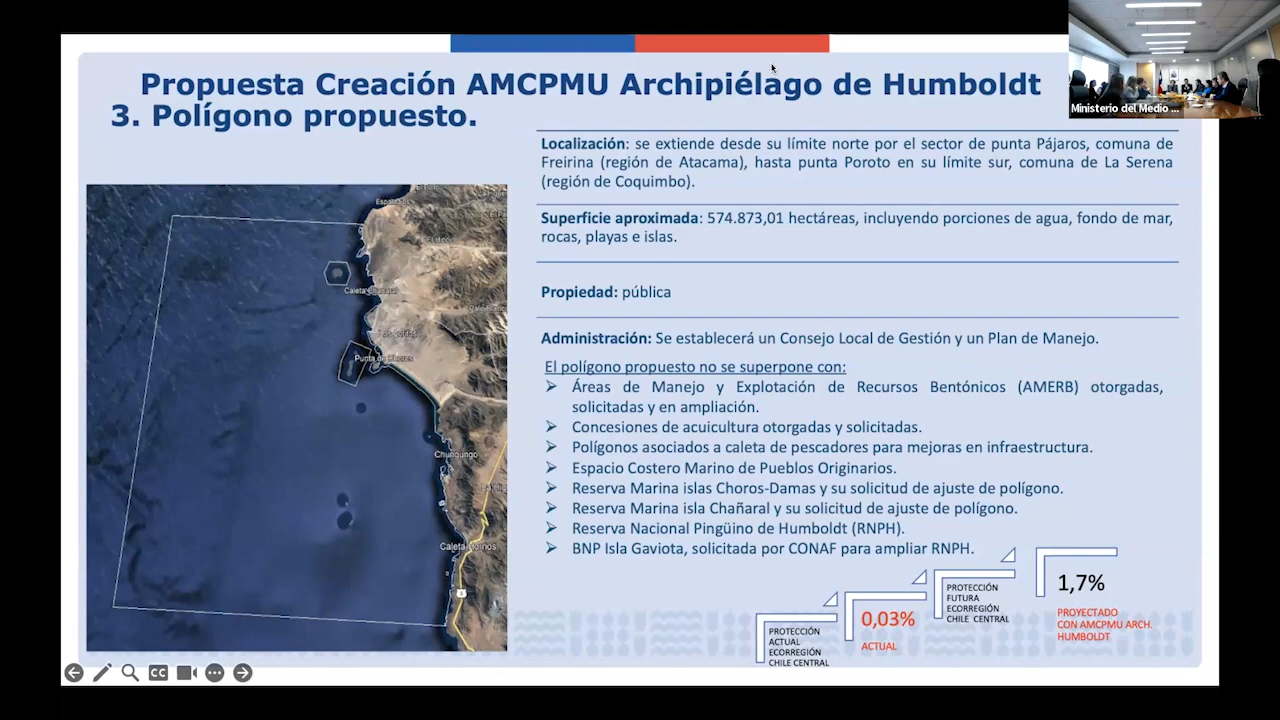 Propuesta Creación AMCPMU Archipiélago de Humboldt
3. Polígono propuesto.
Ministerio del Medio ...
Localización: se extiende desde su límite norte por el sector de punta Pájaros, comuna de
Freirina (región de Atacama), hasta punta Poroto en su límite sur, comuna de La Serena
(región de Coquimbo).
Superficie aproximada: 574.873,01 hectáreas, incluyendo porciones de agua, fondo de mar,
rocas, playas e islas.
Propiedad: pública
Administración: Se establecerá un Consejo Local de Gestión y un Plan de Manejo.
El polígono propuesto no se superpone con:
Áreas de Manejo y Explotación de Recursos Bentónicos (AMERB) otorgadas,
solicitadas y en ampliación.
Concesiones de acuicultura otorgadas y solicitadas.
Polígonos asociados a caleta de pescadores para mejoras en infraestructura.
Espacio Costero Marino de Pueblos Originarios.
Reserva Marina islas Choros-Damas y su solicitud de ajuste de polígono.
Reserva Marina isla Chañaral y su solicitud de ajuste de polígono.
Reserva Nacional Pingüino de Humboldt (RNPH).
BNP Isla Gaviota, solicitada por CONAF para ampliar RNPH.
Caleta Chañaral
Punta de Choros
Chungungo
Caleta Hornos
PROTECCIÓN
ACTUAL
ECORREGIÓN
CHILE CENTRAL
0,03%
ACTUAL
PROTECCIÓN
FUTURA
ECORREGIÓN
CHILE CENTRAL
1,7%
PROYECTADO
CON AMCPMU ARCH.
HUMBOLDT
CC